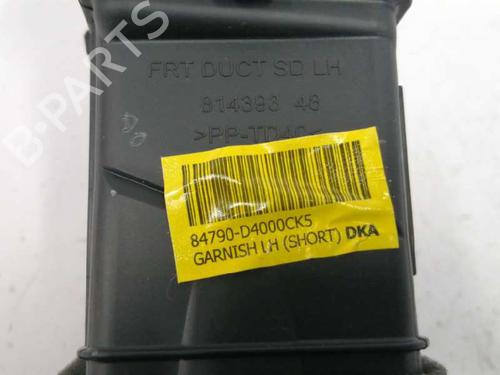 B-Parts
FRT DUCT SD LH
814393 46
>PP-TD40<
84790-D4000CK5
GARNISH LH (SHORT) DKA